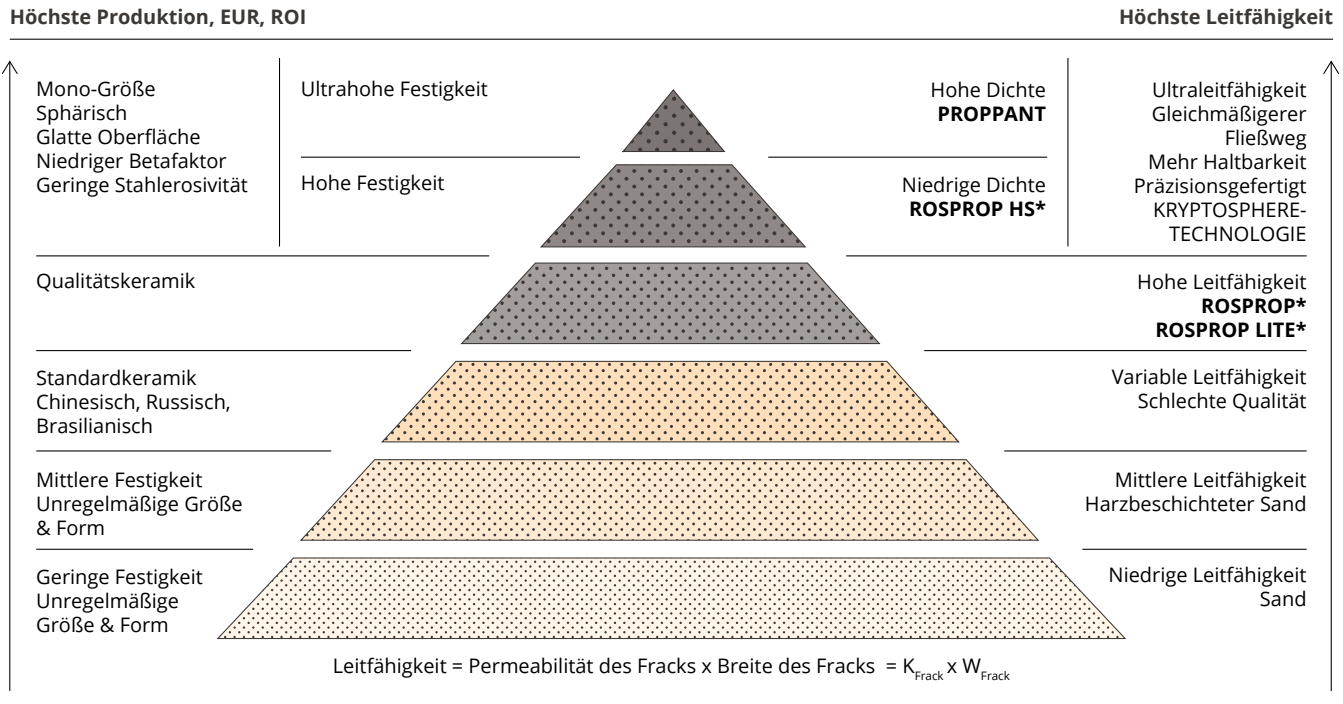 Höchste Produktion, EUR, ROI
Höchste Leitfähigkeit
Mono-Größe
Sphärisch
Glatte Oberfläche
Niedriger Betafaktor
Geringe Stahlerosivität
Ultrahohe Festigkeit
Hohe Dichte
PROPPANT
Hohe Festigkeit
Niedrige Dichte
ROSPROP HS*
Ultraleitfähigkeit
Gleichmäßigerer
Fließweg
Mehr Haltbarkeit
Präzisionsgefertigt
KRYPTOSPHERE-
TECHNOLOGIE
Qualitätskeramik
Hohe Leitfähigkeit
ROSPROP*
ROSPROP LITE*
Standardkeramik
Chinesisch, Russisch,
Brasilianisch
Variable Leitfähigkeit
Schlechte Qualität
Mittlere Festigkeit
Unregelmäßige Größe
& Form
Mittlere Leitfähigkeit
Harzbeschichteter Sand
Geringe Festigkeit
Unregelmäßige
Größe & Form
Niedrige Leitfähigkeit
Sand
Leitfähigkeit = Permeabilität des Fracks x Breite des Fracks = K_Frack x W_Frack